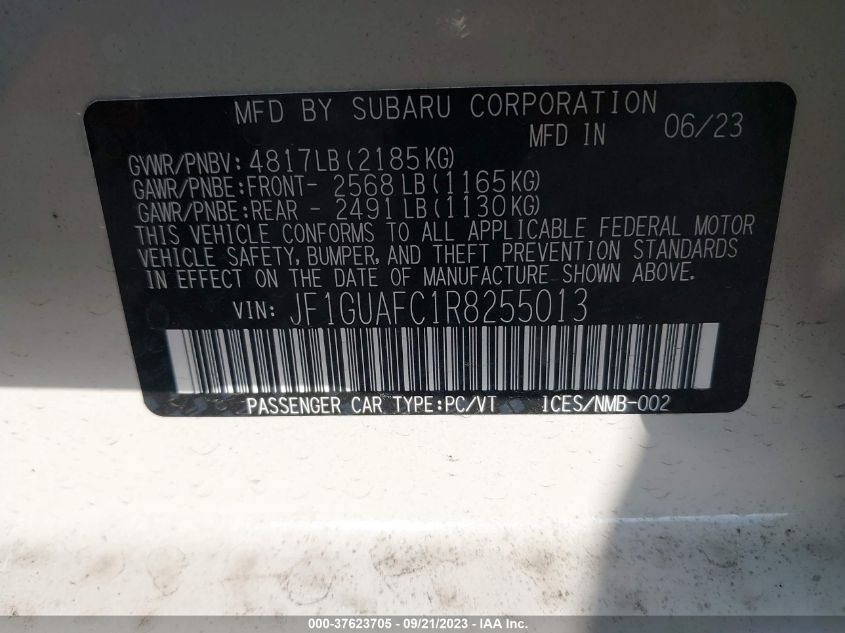 MFD BY SUBARU CORPORATION
MFD IN 06/23
GVWR/PNBV: 4817LB(2185KG)
GAWR/PNBE:FRONT- 2568LB(1165KG)
GAWR/PNBE:REAR - 2491LB(1130KG)
THIS VEHICLE CONFORMS TO ALL APPLICABLE FEDERAL MOTOR
VEHICLE SAFETY, BUMPER, AND THEFT PREVENTION STANDARDS
IN EFFECT ON THE DATE OF MANUFACTURE SHOWN ABOVE.
VIN: JF1GUAFC1R8255013
PASSENGER CAR TYPE:PC/VT ICES/NMB-002
000-37623705 - 09/21/2023 - IAA Inc.